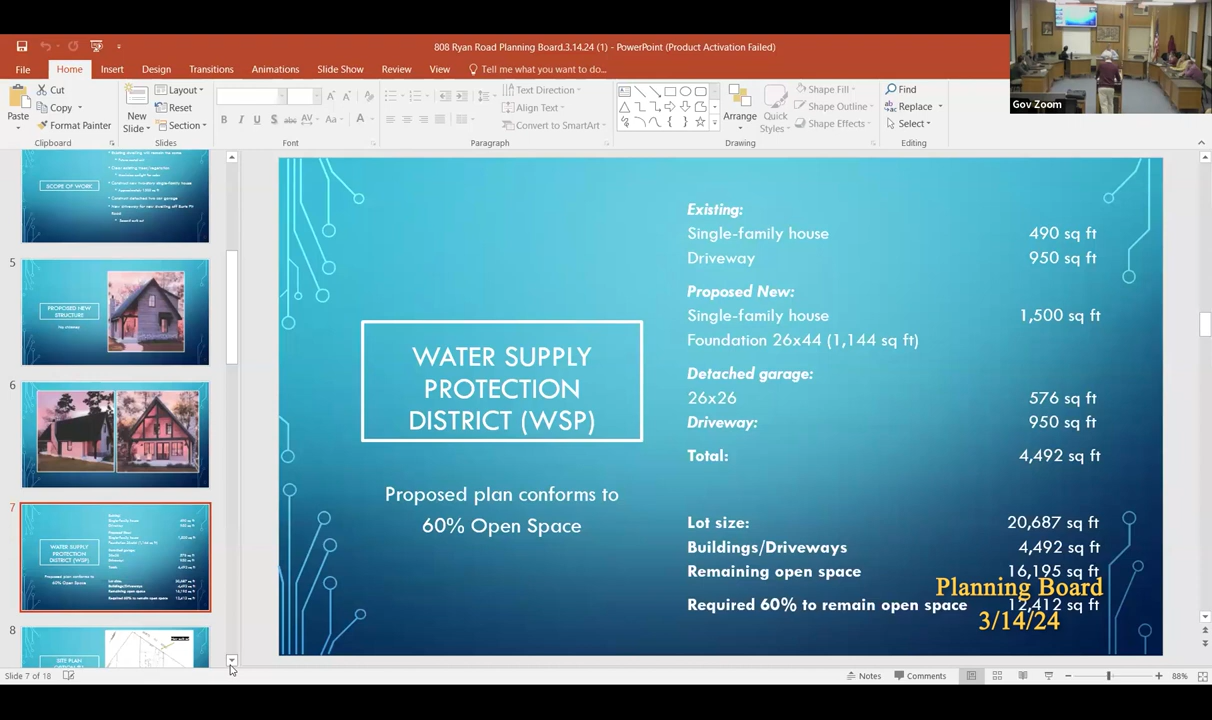 808 Ryan Road Planning Board.3.14.24 (1) - PowerPoint (Product Activation Failed)
File Home Insert Design Transitions Animations Slide Show Review View Tell me what you want to do...
Cut
Copy
Format Painter
Paste
Clipboard
New
Slide
Layout
Reset
Section
Slides
Font
Text Direction
Align Text
Convert to SmartArt
Paragraph
Arrange
Quick
Styles
Shape Fill
Shape Outline
Shape Effects
Drawing
Find
Replace
Select
Editing
Gov Zoom
SCOPE OF WORK
5
PROPOSED NEW
STRUCTURE
6
7
WATER SUPPLY
PROTECTION
DISTRICT (WSP)
Proposed plan conforms to
60% Open Space
8
SITE PLAN
WATER SUPPLY
PROTECTION
DISTRICT (WSP)
Proposed plan conforms to
60% Open Space
Existing:
Single-family house 490 sq ft
Driveway 950 sq ft
Proposed New:
Single-family house 1,500 sq ft
Foundation 26x44 (1,144 sq ft)
Detached garage:
26x26 576 sq ft
Driveway: 950 sq ft
Total: 4,492 sq ft
Lot size: 20,687 sq ft
Buildings/Driveways 4,492 sq ft
Remaining open space 16,195 sq ft
Required 60% to remain open space 12,412 sq ft
Planning Board
3/14/24
Slide 7 of 18
Notes Comments 88%